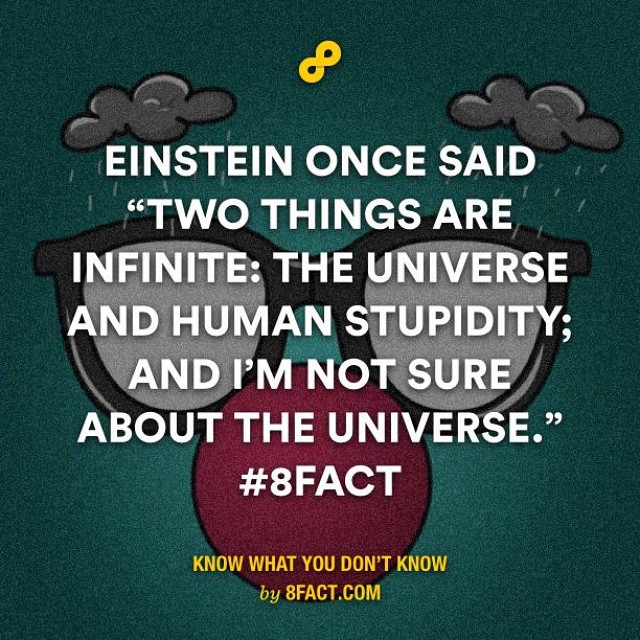 EINSTEIN ONCE SAID
“TWO THINGS ARE
INFINITE: THE UNIVERSE
AND HUMAN STUPIDITY;
AND I’M NOT SURE
ABOUT THE UNIVERSE.”
#8FACT
KNOW WHAT YOU DON’T KNOW
by 8FACT.COM